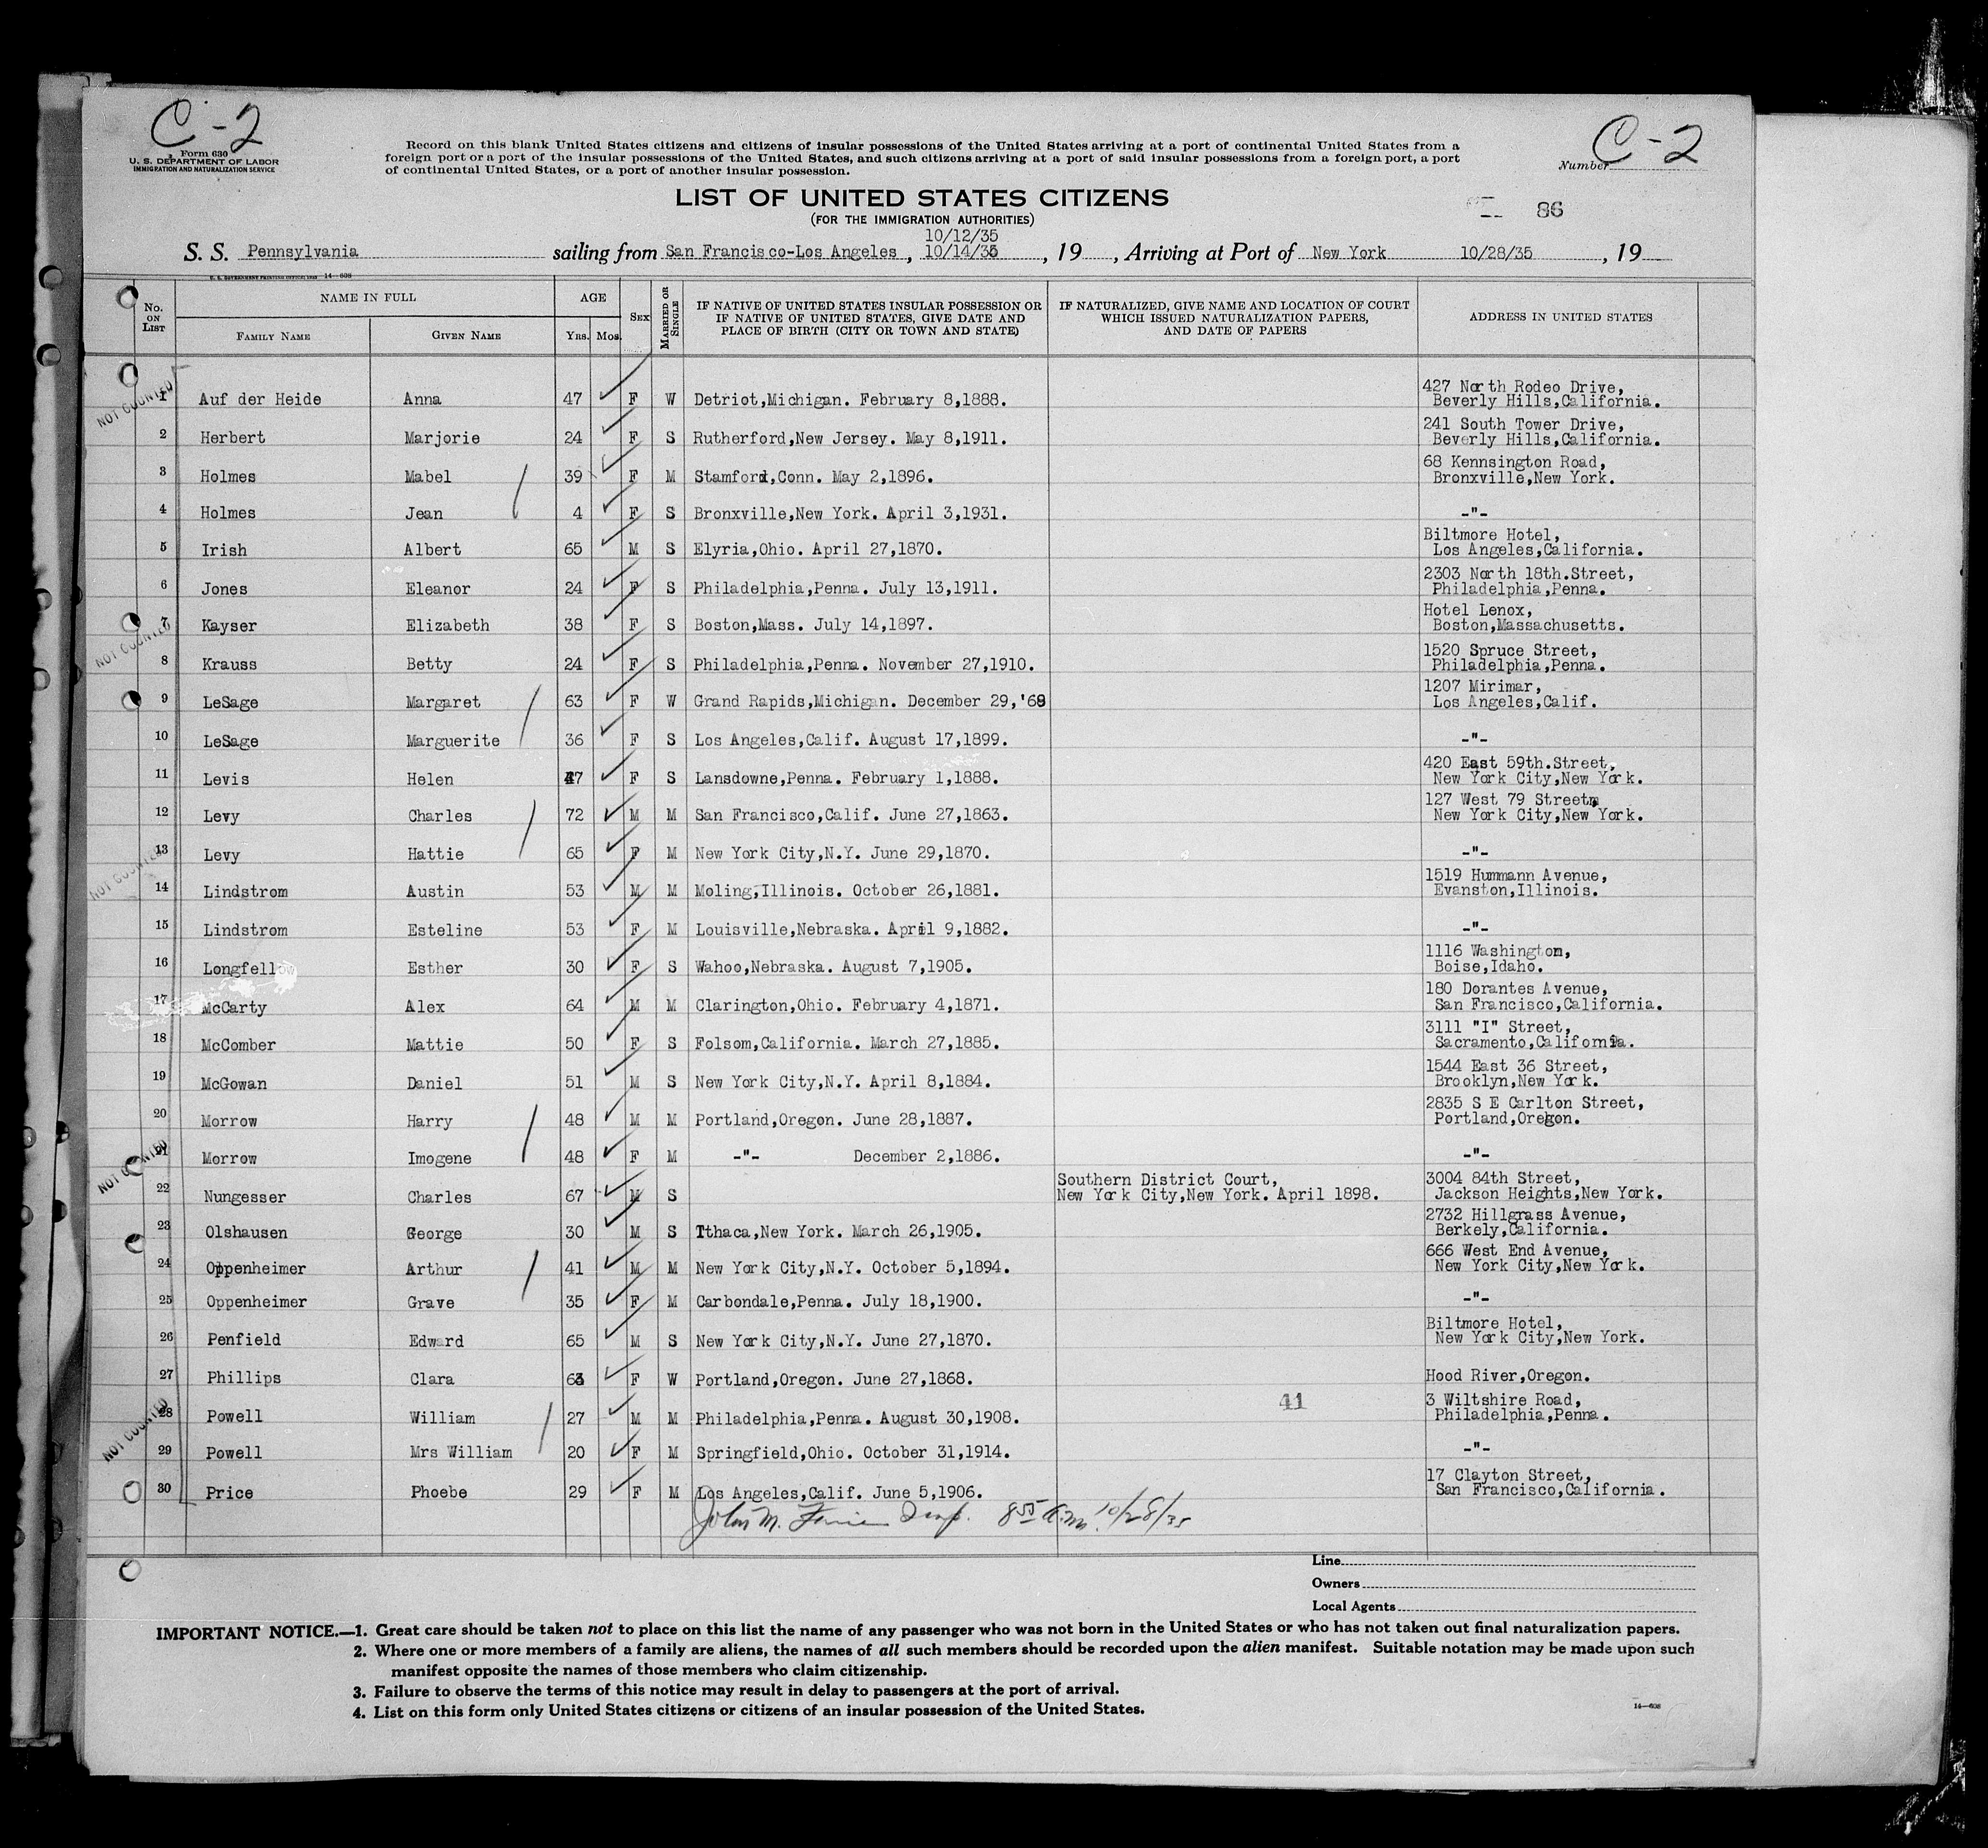 C-2
C-2
Form 630
U. S. DEPARTMENT OF LABOR
IMMIGRATION AND NATURALIZATION SERVICE
Record on this blank United States citizens and citizens of insular possessions of the United States arriving at a port of continental United States from a
foreign port or a port of the insular possessions of the United States, and such citizens arriving at a port of said insular possessions from a foreign port, a port
of continental United States, or a port of another insular possession.
Number
LIST OF UNITED STATES CITIZENS
(FOR THE IMMIGRATION AUTHORITIES)
86
10/12/35
S. S. Pennsylvania sailing from San Francisco-Los Angeles , 10/14/35 , 19 , Arriving at Port of New York 10/28/35 , 19
U. S. GOVERNMENT PRINTING OFFICE 14-608
No. ON LIST NAME IN FULL AGE SEX MARRIED OR SINGLE IF NATIVE OF UNITED STATES INSULAR POSSESSION OR IF NATIVE OF UNITED STATES, GIVE DATE AND PLACE OF BIRTH (CITY OR TOWN AND STATE) IF NATURALIZED, GIVE NAME AND LOCATION OF COURT WHICH ISSUED NATURALIZATION PAPERS, AND DATE OF PAPERS ADDRESS IN UNITED STATES
FAMILY NAME GIVEN NAME YRS. MOS.
NOT COUNTED
427 North Rodeo Drive,
1 Auf der Heide Anna 47 F W Detriot,Michigan. February 8,1888. Beverly Hills,California.
241 South Tower Drive,
2 Herbert Marjorie 24 F S Rutherford,New Jersey. May 8,1911. Beverly Hills,California.
68 Kennsington Road,
3 Holmes Mabel 39 F M Stamford,Conn. May 2,1896. Bronxville,New York.
4 Holmes Jean 4 F S Bronxville,New York. April 3,1931. -"-
Biltmore Hotel,
5 Irish Albert 65 M S Elyria,Ohio. April 27,1870. Los Angeles,California.
2303 North 18th.Street,
6 Jones Eleanor 24 F S Philadelphia,Penna. July 13,1911. Philadelphia,Penna.
Hotel Lenox,
7 Kayser Elizabeth 38 F S Boston,Mass. July 14,1897. Boston,Massachusetts.
NOT COUNTED
1520 Spruce Street,
8 Krauss Betty 24 F S Philadelphia,Penna. November 27,1910. Philadelphia,Penna.
1207 Mirimar,
9 LeSage Margaret 63 F W Grand Rapids,Michigan. December 29,'68 Los Angeles,Calif.
10 LeSage Marguerite 36 F S Los Angeles,Calif. August 17,1899. -"-
420 East 59th.Street,
11 Levis Helen 47 F S Lansdowne,Penna. February 1,1888. New York City,New York.
127 West 79 Street
12 Levy Charles 72 M M San Francisco,Calif. June 27,1863. New York City,New York.
13 Levy Hattie 65 F M New York City,N.Y. June 29,1870. -"-
NOT COUNTED
1519 Hummann Avenue,
14 Lindstrom Austin 53 M M Moling,Illinois. October 26,1881. Evanston,Illinois.
15 Lindstrom Esteline 53 F M Louisville,Nebraska. April 9,1882. -"-
1116 Washington,
16 Longfellow Esther 30 F S Wahoo,Nebraska. August 7,1905. Boise,Idaho.
180 Dorantes Avenue,
17 McCarty Alex 64 M M Clarington,Ohio. February 4,1871. San Francisco,California.
3111 "I" Street,
18 McComber Mattie 50 F S Folsom,California. March 27,1885. Sacramento,California.
1544 East 36 Street,
19 McGowan Daniel 51 M S New York City,N.Y. April 8,1884. Brooklyn,New York.
2835 S E Carlton Street,
20 Morrow Harry 48 M M Portland,Oregon. June 28,1887. Portland,Oregon.
21 Morrow Imogene 48 F M -"- December 2,1886. -"-
NOT COUNTED
Southern District Court, 3004 84th Street,
22 Nungesser Charles 67 M S New York City,New York. April 1898. Jackson Heights,New York.
2732 Hillgrass Avenue,
23 Olshausen George 30 M S Tthaca,New York. March 26,1905. Berkely,California.
666 West End Avenue,
24 Oppenheimer Arthur 41 M M New York City,N.Y. October 5,1894. New York City,New York.
25 Oppenheimer Grave 35 F M Carbondale,Penna. July 18,1900. -"-
Biltmore Hotel,
26 Penfield Edward 65 M S New York City,N.Y. June 27,1870. New York City,New York.
27 Phillips Clara 63 F W Portland,Oregon. June 27,1868. Hood River,Oregon.
41 3 Wiltshire Road,
28 Powell William 27 M M Philadelphia,Penna. August 30,1908. Philadelphia,Penna.
NOT COUNTED
29 Powell Mrs William 20 F M Springfield,Ohio. October 31,1914. -"-
17 Clayton Street,
30 Price Phoebe 29 F M Los Angeles,Calif. June 5,1906. San Francisco,California.
John M. Insp. 8 55 a.m. 10/28/35
Line
Owners
Local Agents
IMPORTANT NOTICE.—1. Great care should be taken not to place on this list the name of any passenger who was not born in the United States or who has not taken out final naturalization papers.
2. Where one or more members of a family are aliens, the names of all such members should be recorded upon the alien manifest. Suitable notation may be made upon such
manifest opposite the names of those members who claim citizenship.
3. Failure to observe the terms of this notice may result in delay to passengers at the port of arrival.
4. List on this form only United States citizens or citizens of an insular possession of the United States.
14-608